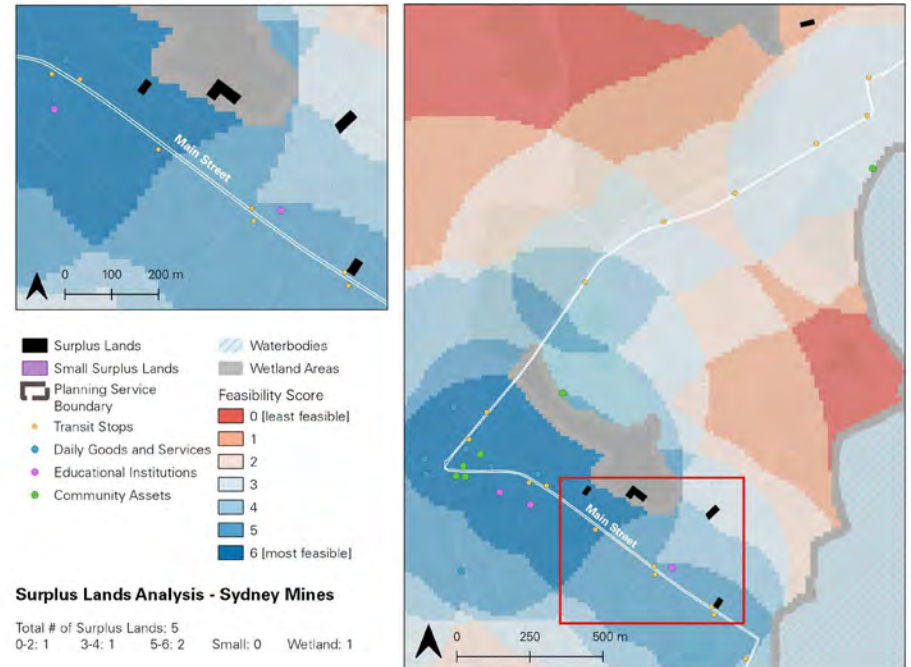 Main Street
0 100 200 m
Surplus Lands
Small Surplus Lands
Planning Service
Boundary
Transit Stops
Daily Goods and Services
Educational Institutions
Community Assets
Waterbodies
Wetland Areas
Feasibility Score
0 [least feasible]
1
2
3
4
5
6 [most feasible]
Surplus Lands Analysis - Sydney Mines
Total # of Surplus Lands: 5
0-2: 1 3-4: 1 5-6: 2 Small: 0 Wetland: 1
Main Street
0 250 500 m